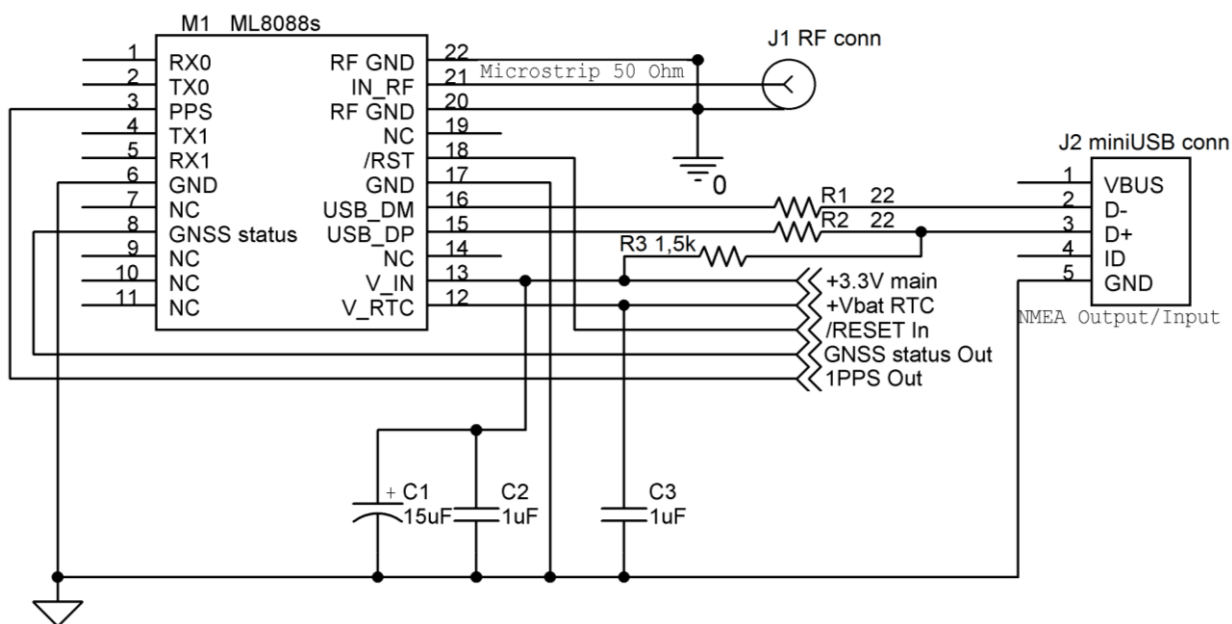 M1 ML8088s
J1 RF conn
1 RX0 RF GND 22
2 TX0 IN_RF 21 Microstrip 50 Ohm
3 PPS RF GND 20
4 TX1 NC 19
5 RX1 /RST 18
6 GND GND 17
0
J2 miniUSB conn
1 VBUS
7 NC USB_DM 16 R1 22 2 D-
8 GNSS status USB_DP 15 R2 22 3 D+
9 NC NC 14 R3 1,5k 4 ID
10 NC V_IN 13 +3.3V main 5 GND
11 NC V_RTC 12 +Vbat RTC
/RESET In
NMEA Output/Input
GNSS status Out
1PPS Out
+ C1 C2 C3
15uF 1uF 1uF